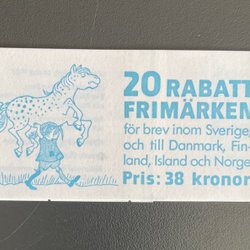 20 RABATT
FRIMÄRKEN
för brev inom Sverige
och till Danmark, Fin-
land, Island och Norge
Pris: 38 kronor